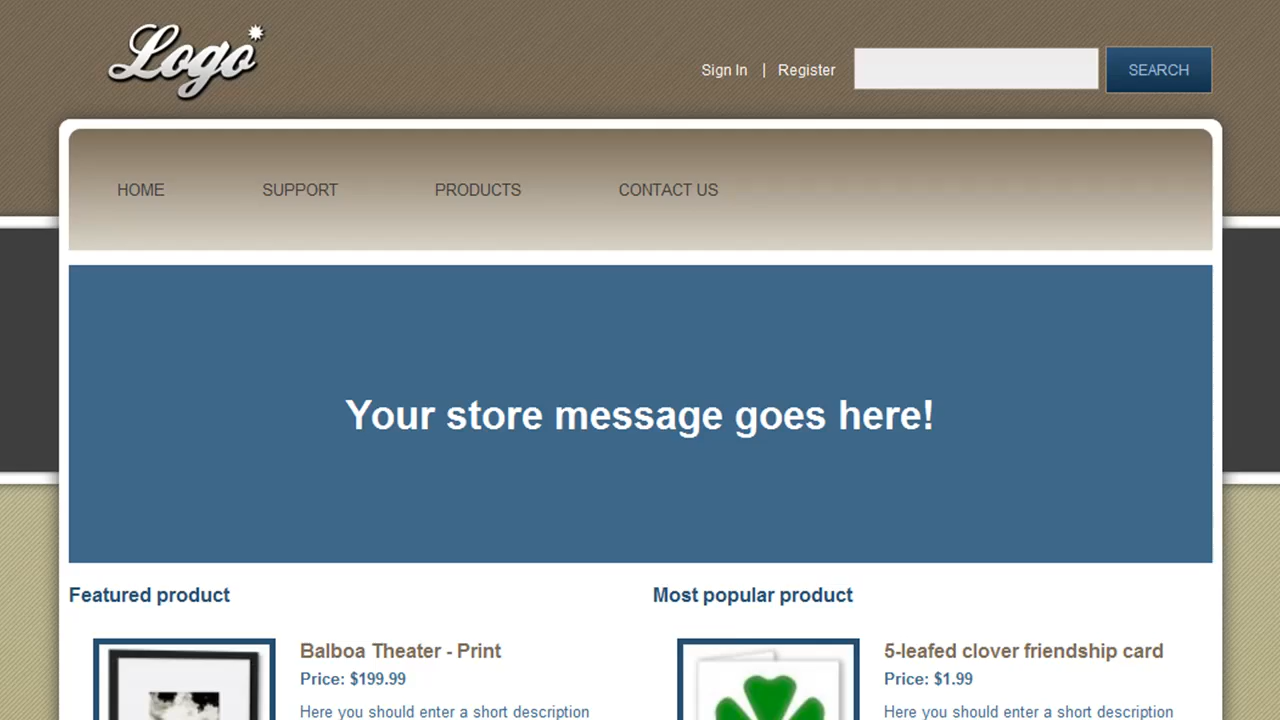 Logo
Sign In | Register
SEARCH
HOME
SUPPORT
PRODUCTS
CONTACT US
Your store message goes here!
Featured product
Balboa Theater - Print
Price: $199.99
Here you should enter a short description
Most popular product
5-leafed clover friendship card
Price: $1.99
Here you should enter a short description